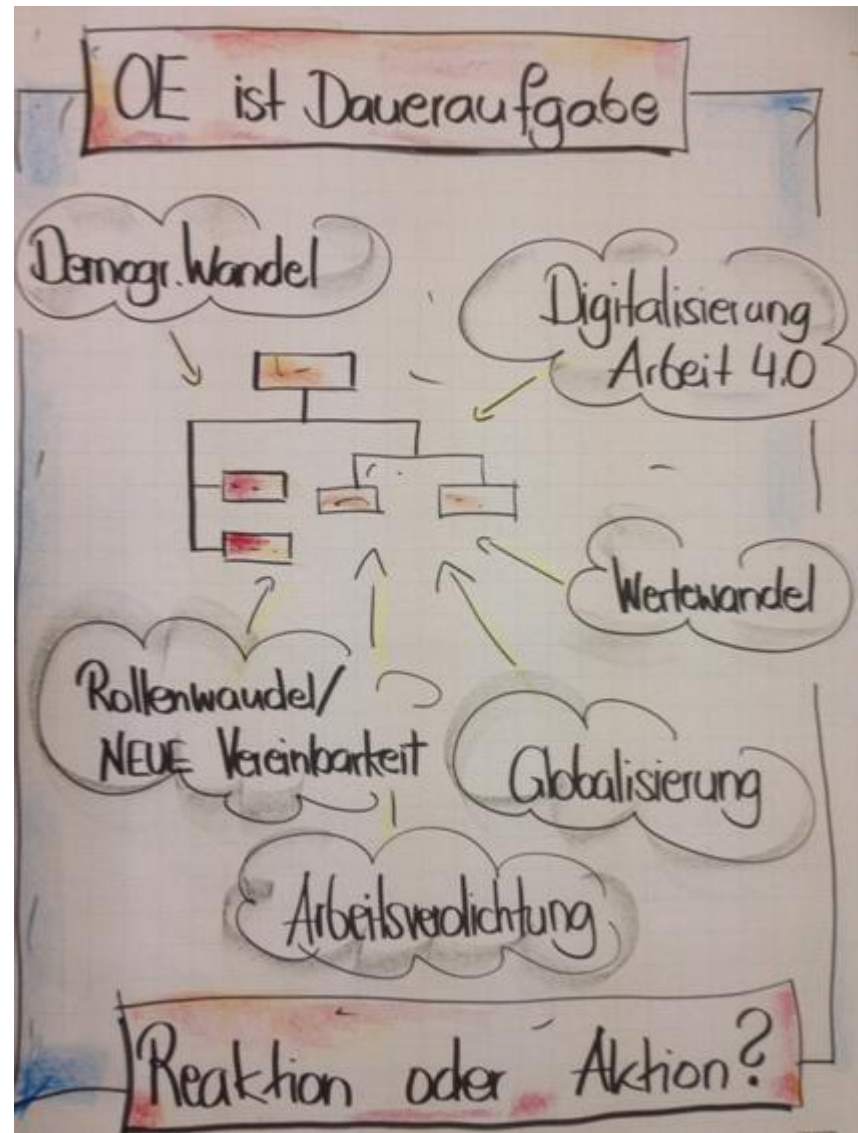 OE ist Daueraufgabe
Demogr. Wandel
Digitalisierung
Arbeit 4.0
Wertewandel
Rollenwandel/
NEUE Vereinbarkeit
Globalisierung
Arbeitsverdichtung
Reaktion oder Aktion?